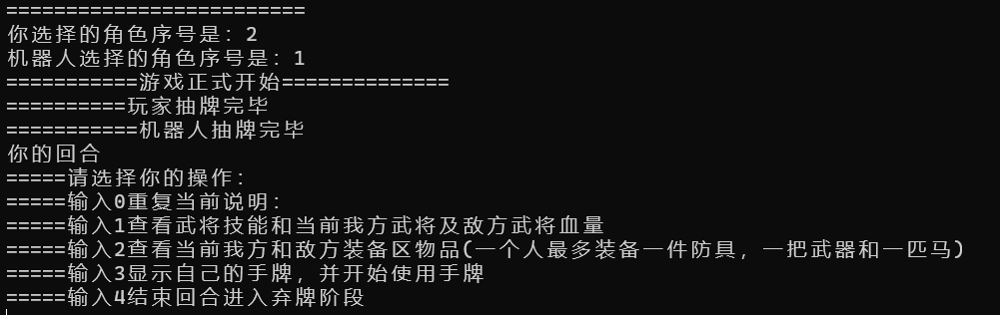 =========================
你选择的角色序号是：2
机器人选择的角色序号是：1
===========游戏正式开始==============
==========玩家抽牌完毕
===========机器人抽牌完毕
你的回合
=====请选择你的操作：
=====输入0重复当前说明：
=====输入1查看武将技能和当前我方武将及敌方武将血量
=====输入2查看当前我方和敌方装备区物品(一个人最多装备一件防具，一把武器和一匹马)
=====输入3显示自己的手牌，并开始使用手牌
=====输入4结束回合进入弃牌阶段